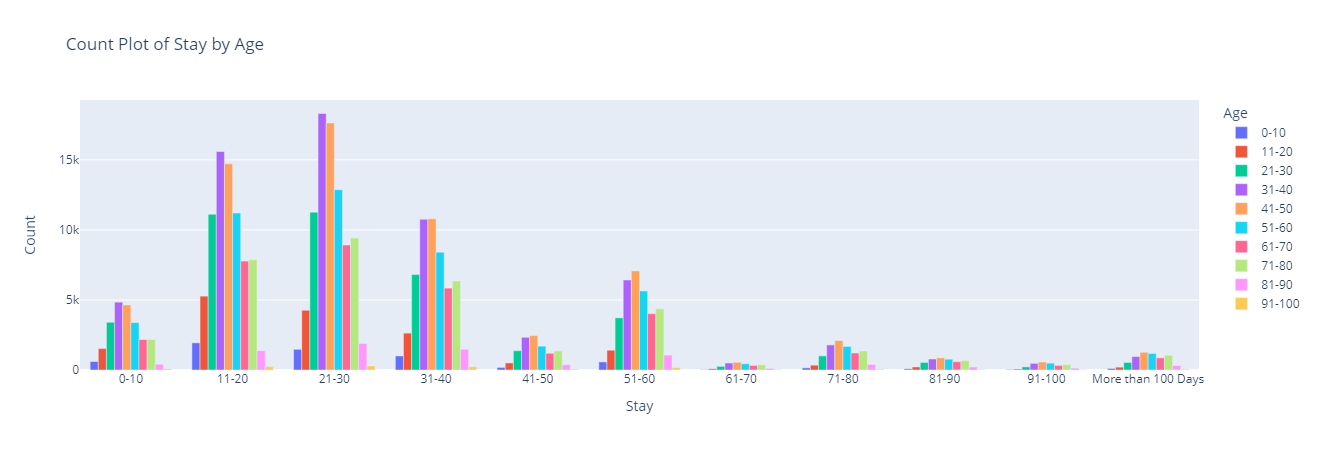 Count Plot of Stay by Age
Age
0-10
11-20
21-30
31-40
41-50
51-60
61-70
71-80
81-90
91-100
Count
15k
10k
5k
0
0-10 11-20 21-30 31-40 41-50 51-60 61-70 71-80 81-90 91-100 More than 100 Days
Stay